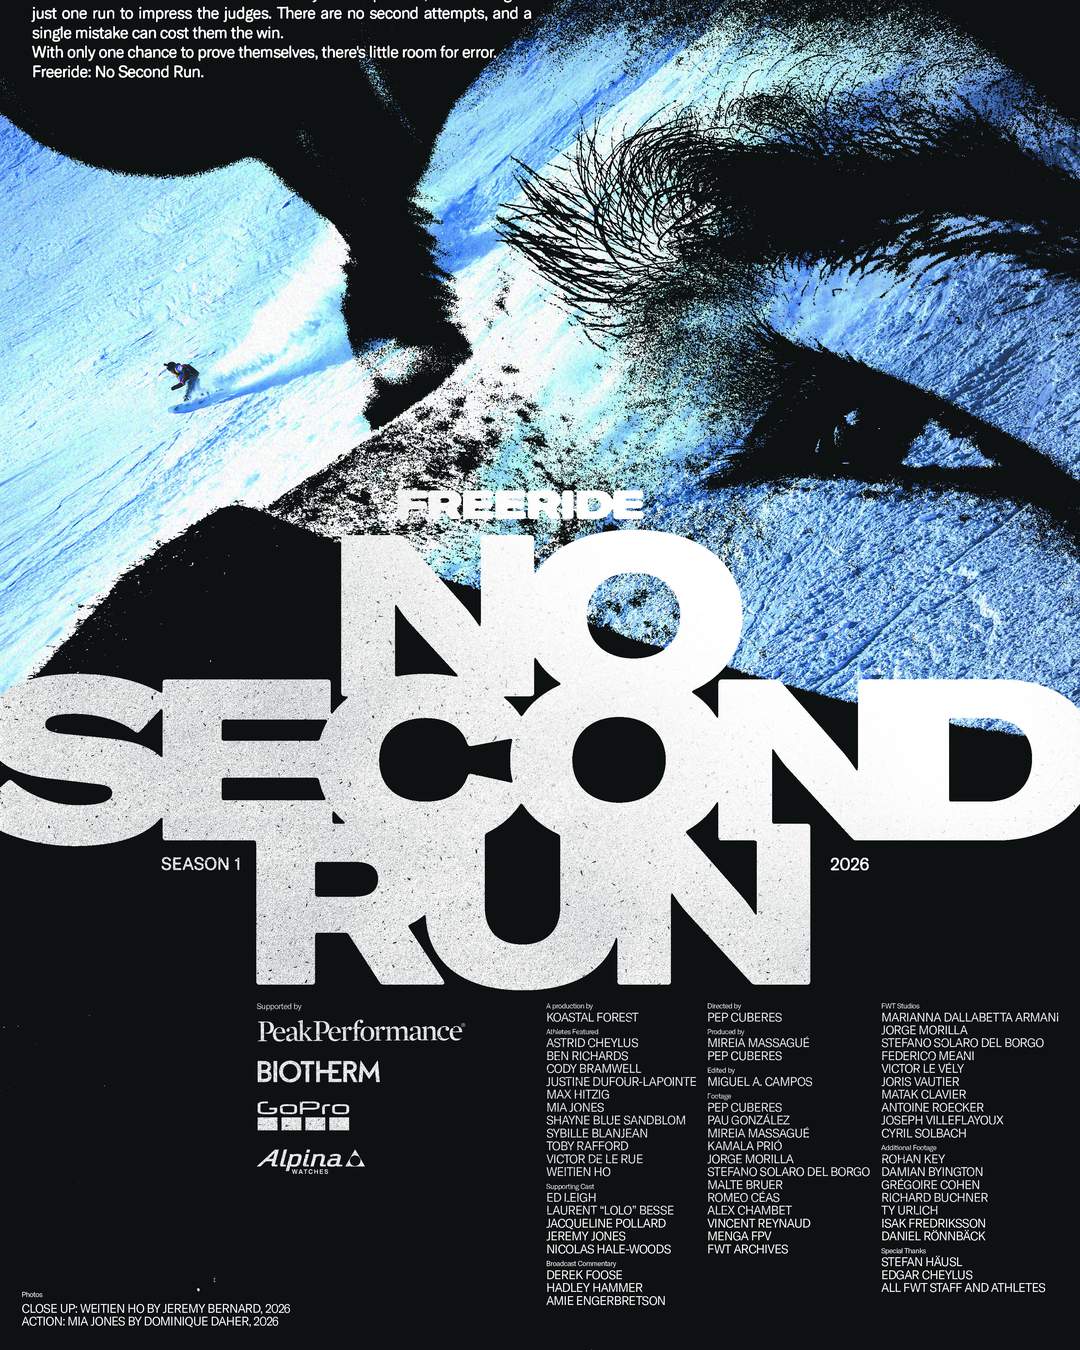 just one run to impress the judges. There are no second attempts, and a
single mistake can cost them the win.
With only one chance to prove themselves, there's little room for error.
Freeride: No Second Run.
FREERIDE
NO
SECOND
RUN
SEASON 1
2026
Supported by
PeakPerformance®
BIOTHERM
GoPro
Alpina
WATCHES
A production by
KOASTAL FOREST
Athletes Featured
ASTRID CHEYLUS
BEN RICHARDS
CODY BRAMWELL
JUSTINE DUFOUR-LAPOINTE
MAX HITZIG
MIA JONES
SHAYNE BLUE SANDBLOM
SYBILLE BLANJEAN
TOBY RAFFORD
VICTOR DE LE RUE
WEITIEN HO
Supporting Cast
ED LEIGH
LAURENT “LOLO” BESSE
JACQUELINE POLLARD
JEREMY JONES
NICOLAS HALE-WOODS
Broadcast Commentary
DEREK FOOSE
HADLEY HAMMER
AMIE ENGERBRETSON
Directed by
PEP CUBERES
Produced by
MIREIA MASSAGUÉ
PEP CUBERES
Edited by
MIGUEL A. CAMPOS
Footage
PEP CUBERES
PAU GONZÁLEZ
MIREIA MASSAGUÉ
KAMALA PRIÓ
JORGE MORILLA
STEFANO SOLARO DEL BORGO
MALTE BRUER
ROMEO CÉAS
ALEX CHAMBET
VINCENT REYNAUD
MENGA FPV
FWT ARCHIVES
FWT Studios
MARIANNA DALLABETTA ARMANi
JORGE MORILLA
STEFANO SOLARO DEL BORGO
FEDERICO MEANI
VICTOR LE VÉLY
JORIS VAUTIER
MATAK CLAVIER
ANTOINE ROECKER
JOSEPH VILLEFLAYOUX
CYRIL SOLBACH
Additional Footage
ROHAN KEY
DAMIAN BYINGTON
GRÉGOIRE COHEN
RICHARD BUCHNER
TY URLICH
ISAK FREDRIKSSON
DANIEL RÖNNBÄCK
Special Thanks
STEFAN HÄUSL
EDGAR CHEYLUS
ALL FWT STAFF AND ATHLETES
Photos
CLOSE UP: WEITIEN HO BY JEREMY BERNARD, 2026
ACTION: MIA JONES BY DOMINIQUE DAHER, 2026